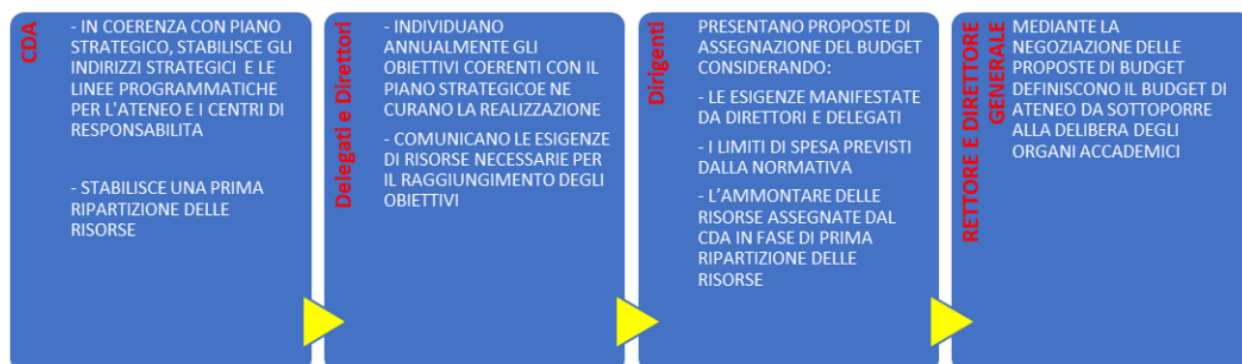 CDA
- IN COERENZA CON PIANO
STRATEGICO, STABILISCE GLI
INDIRIZZI STRATEGICI E LE
LINEE PROGRAMMATICHE
PER L'ATENEO E I CENTRI DI
RESPONSABILITA
- STABILISCE UNA PRIMA
RIPARTIZIONE DELLE
RISORSE
Delegati e Direttori
- INDIVIDUANO
ANNUALMENTE GLI
OBIETTIVI COERENTI CON IL
PIANO STRATEGICOE NE
CURANO LA REALIZZAZIONE
- COMUNICANO LE ESIGENZE
DI RISORSE NECESSARIE PER
IL RAGGIUNGIMENTO DEGLI
OBIETTIVI
Dirigenti
PRESENTANO PROPOSTE DI
ASSEGNAZIONE DEL BUDGET
CONSIDERANDO:
- LE ESIGENZE MANIFESTATE
DA DIRETTORI E DELEGATI
- I LIMITI DI SPESA PREVISTI
DALLA NORMATIVA
- L'AMMONTARE DELLE
RISORSE ASSEGNATE DAL
CDA IN FASE DI PRIMA
RIPARTIZIONE DELLE
RISORSE
RETTORE E DIRETTORE
GENERALE
MEDIANTE LA
NEGOZIAZIONE DELLE
PROPOSTE DI BUDGET
DEFINISCONO IL BUDGET DI
ATENEO DA SOTTOPORRE
ALLA DELIBERA DEGLI
ORGANI ACCADEMICI